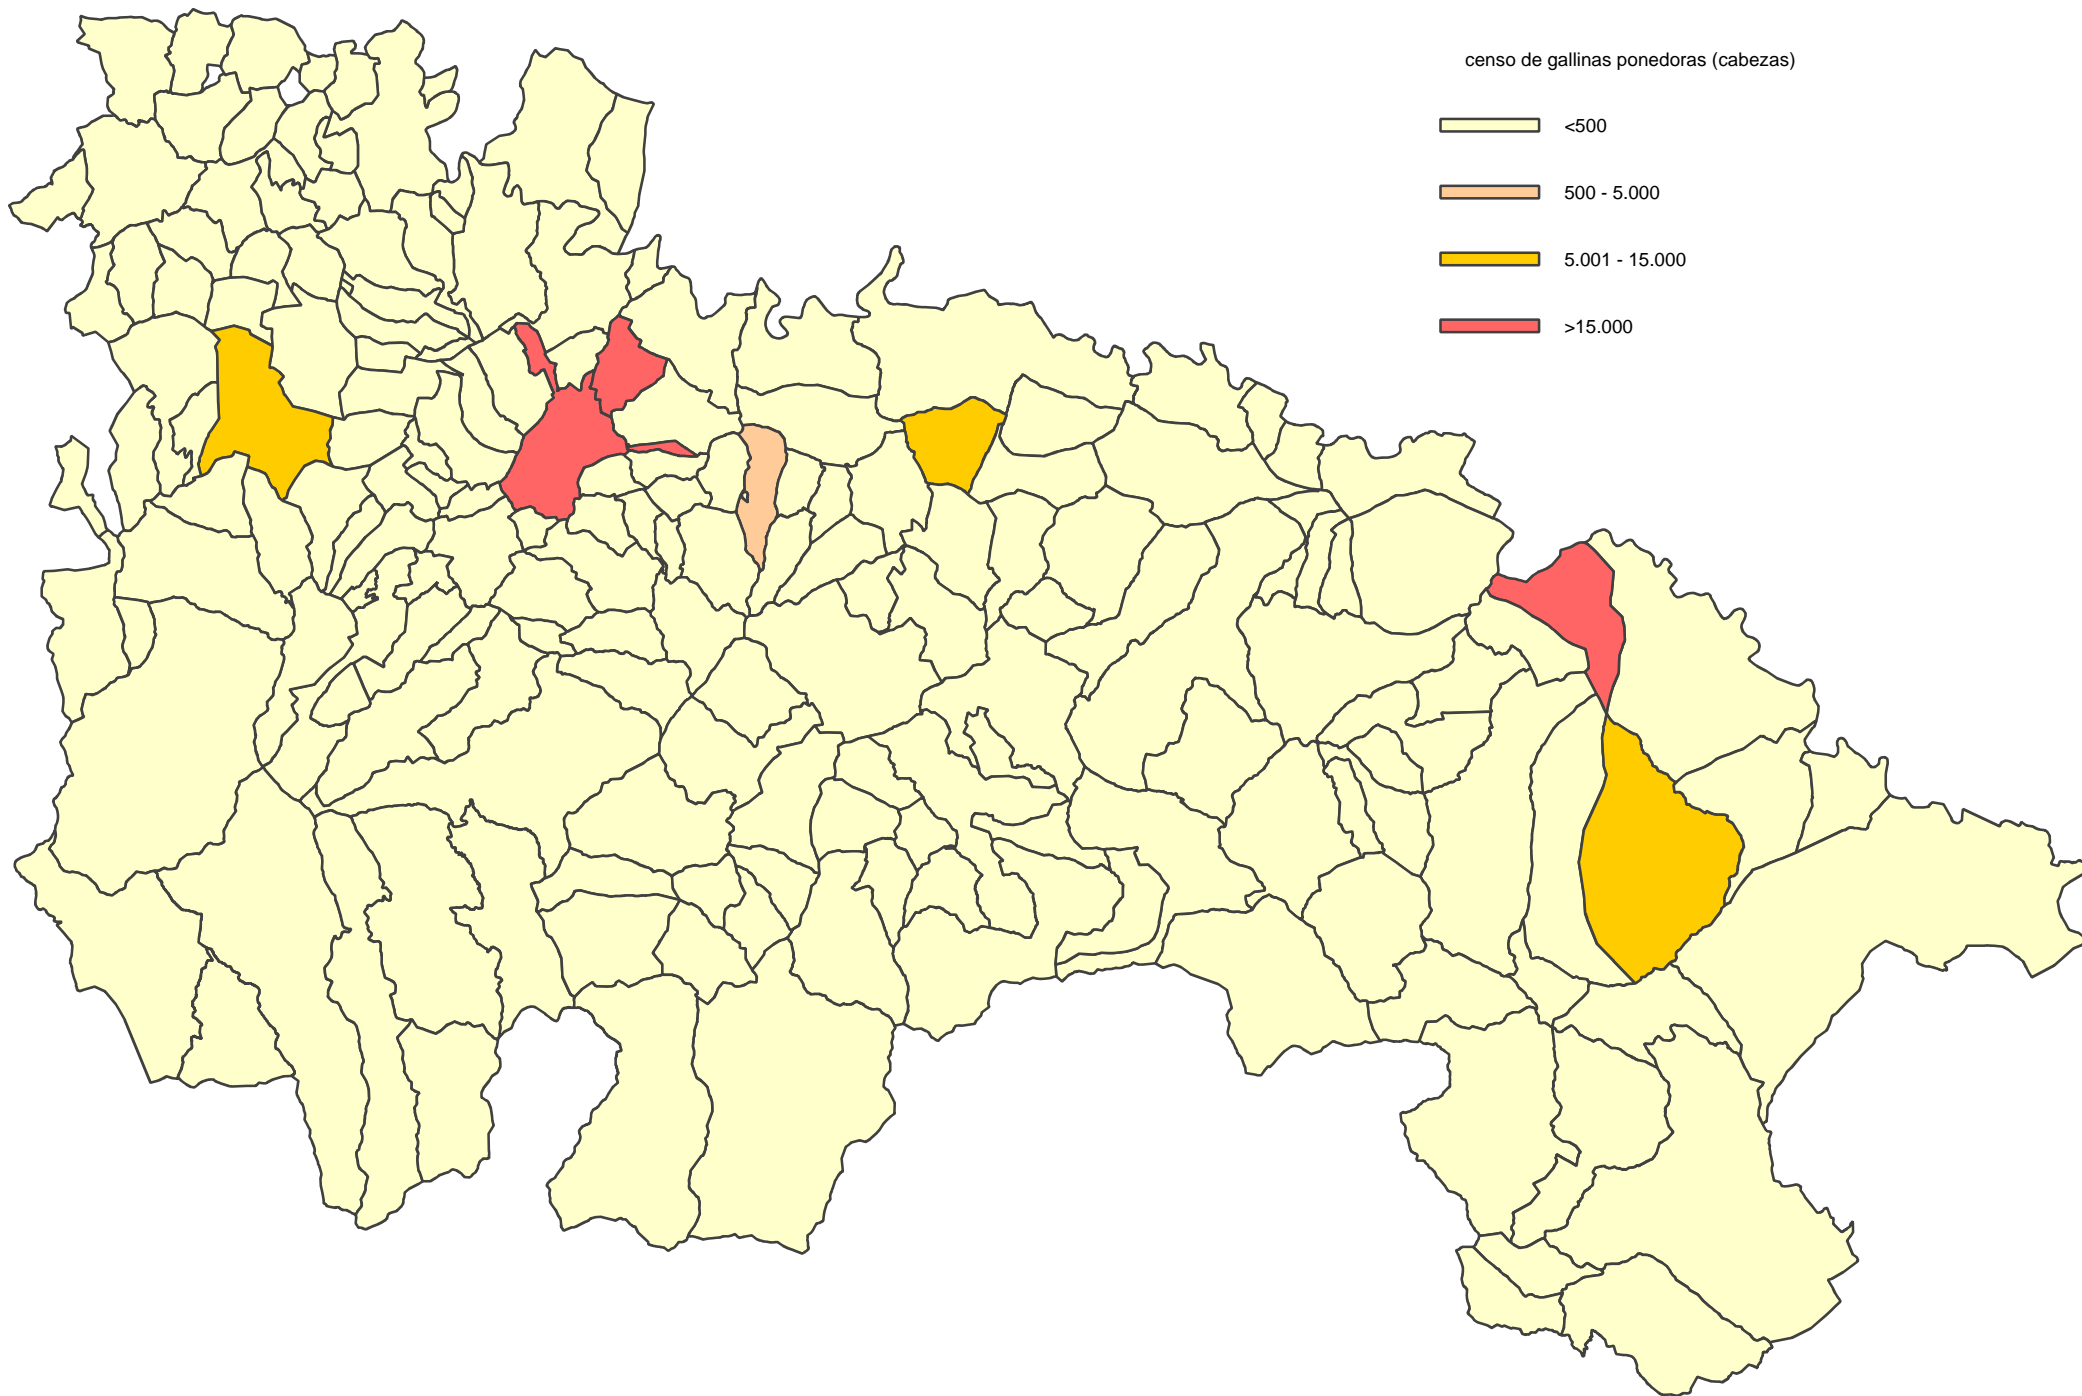 censo de gallinas ponedoras (cabezas)
<500
500 - 5.000
5.001 - 15.000
>15.000